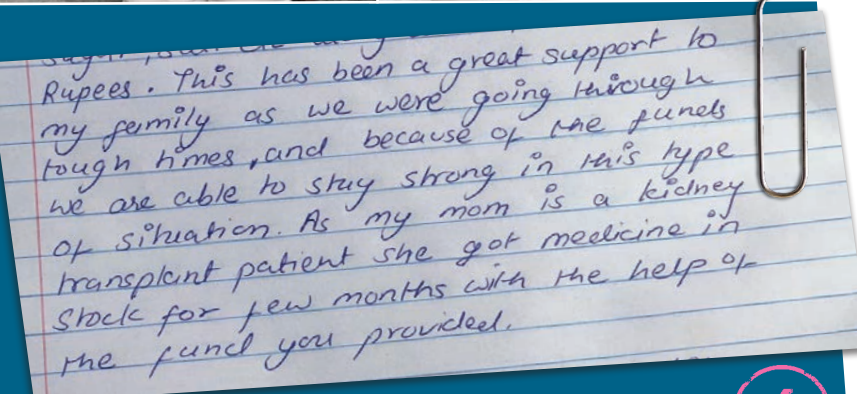 Rupees. This has been a great support to
my family as we were going through
tough times, and because of the funds
we are able to stay strong in this type
of situation. As my mom is a kidney
transplant patient she got medicine in
stock for few months with the help of
the fund you provided.